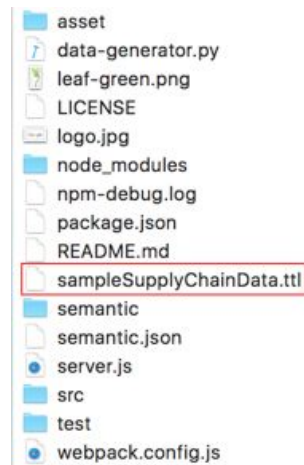 asset
data-generator.py
leaf-green.png
LICENSE
logo.jpg
node_modules
npm-debug.log
package.json
README.md
sampleSupplyChainData.ttl
semantic
semantic.json
server.js
src
test
webpack.config.js